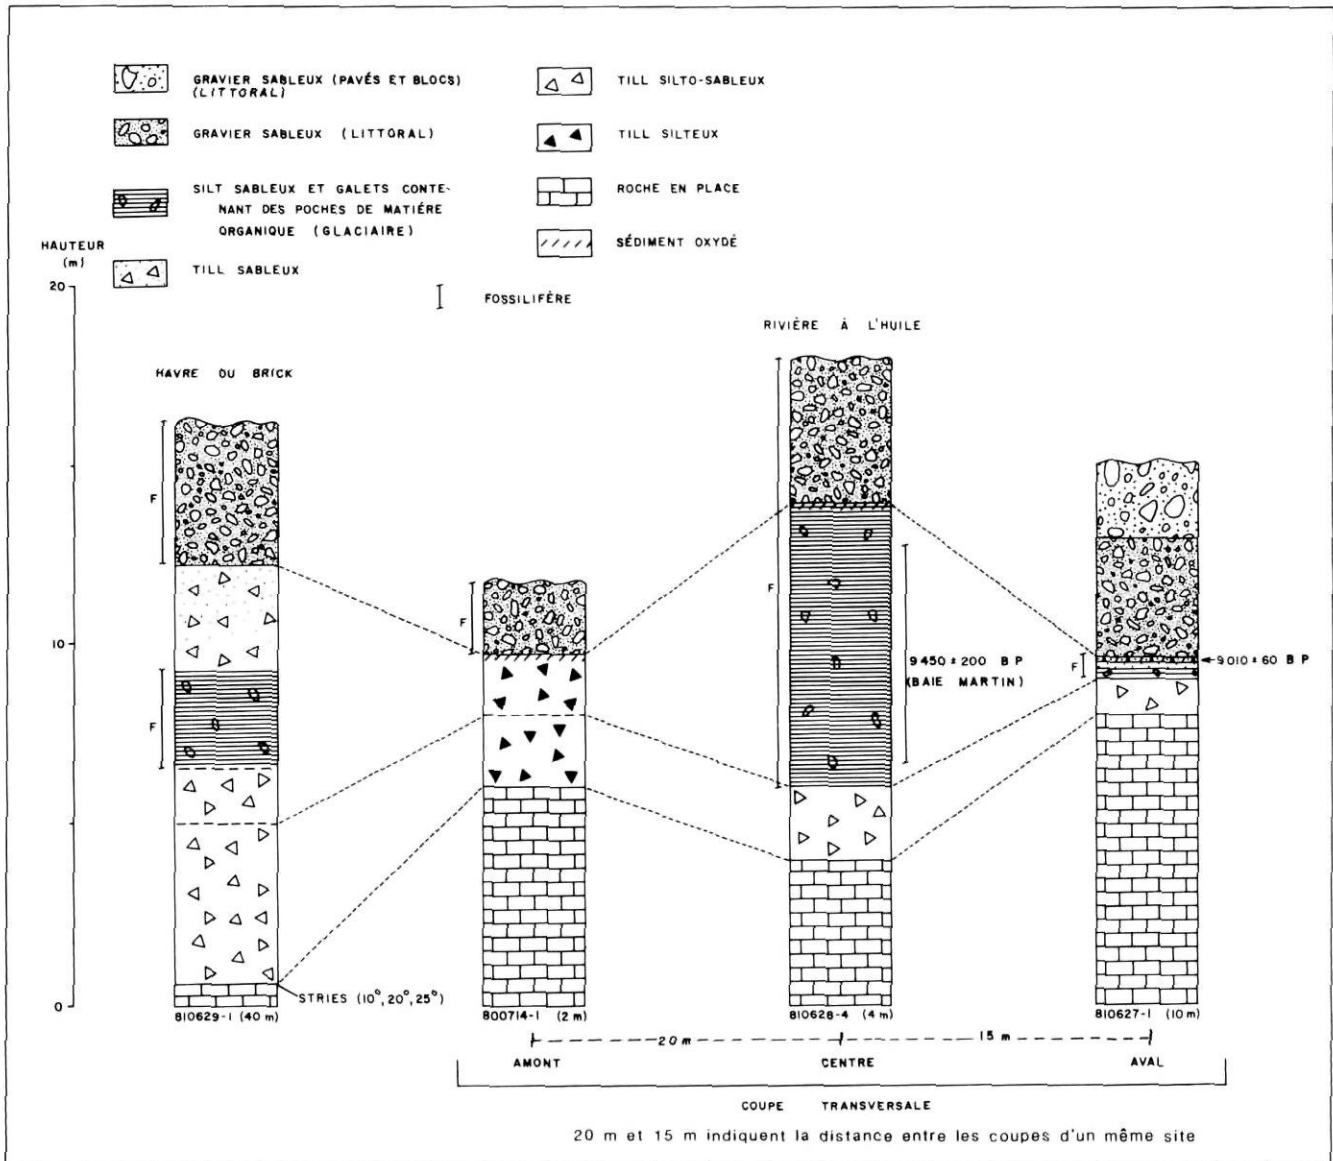 GRAVIER SABLEUX (PAVÉS ET BLOCS)
(LITTORAL)
GRAVIER SABLEUX (LITTORAL)
SILT SABLEUX ET GALETS CONTE-
NANT DES POCHES DE MATIÉRE
ORGANIQUE (GLACIAIRE)
TILL SABLEUX
TILL SILTO-SABLEUX
TILL SILTEUX
ROCHE EN PLACE
SÉDIMENT OXYDÉ
FOSSILIFÈRE
HAUTEUR
(m)
20
10
0
HAVRE DU BRICK
RIVIÈRE À L'HUILE
F
F
F
F
F
9450 ± 200 BP
(BAIE MARTIN)
9010 ± 60 BP
STRIES (10°, 20°, 25°)
810629-1 (40 m)
800714-1 (2 m)
810628-4 (4 m)
810627-1 (10 m)
20 m
15 m
AMONT
CENTRE
AVAL
COUPE TRANSVERSALE
20 m et 15 m indiquent la distance entre les coupes d'un même site